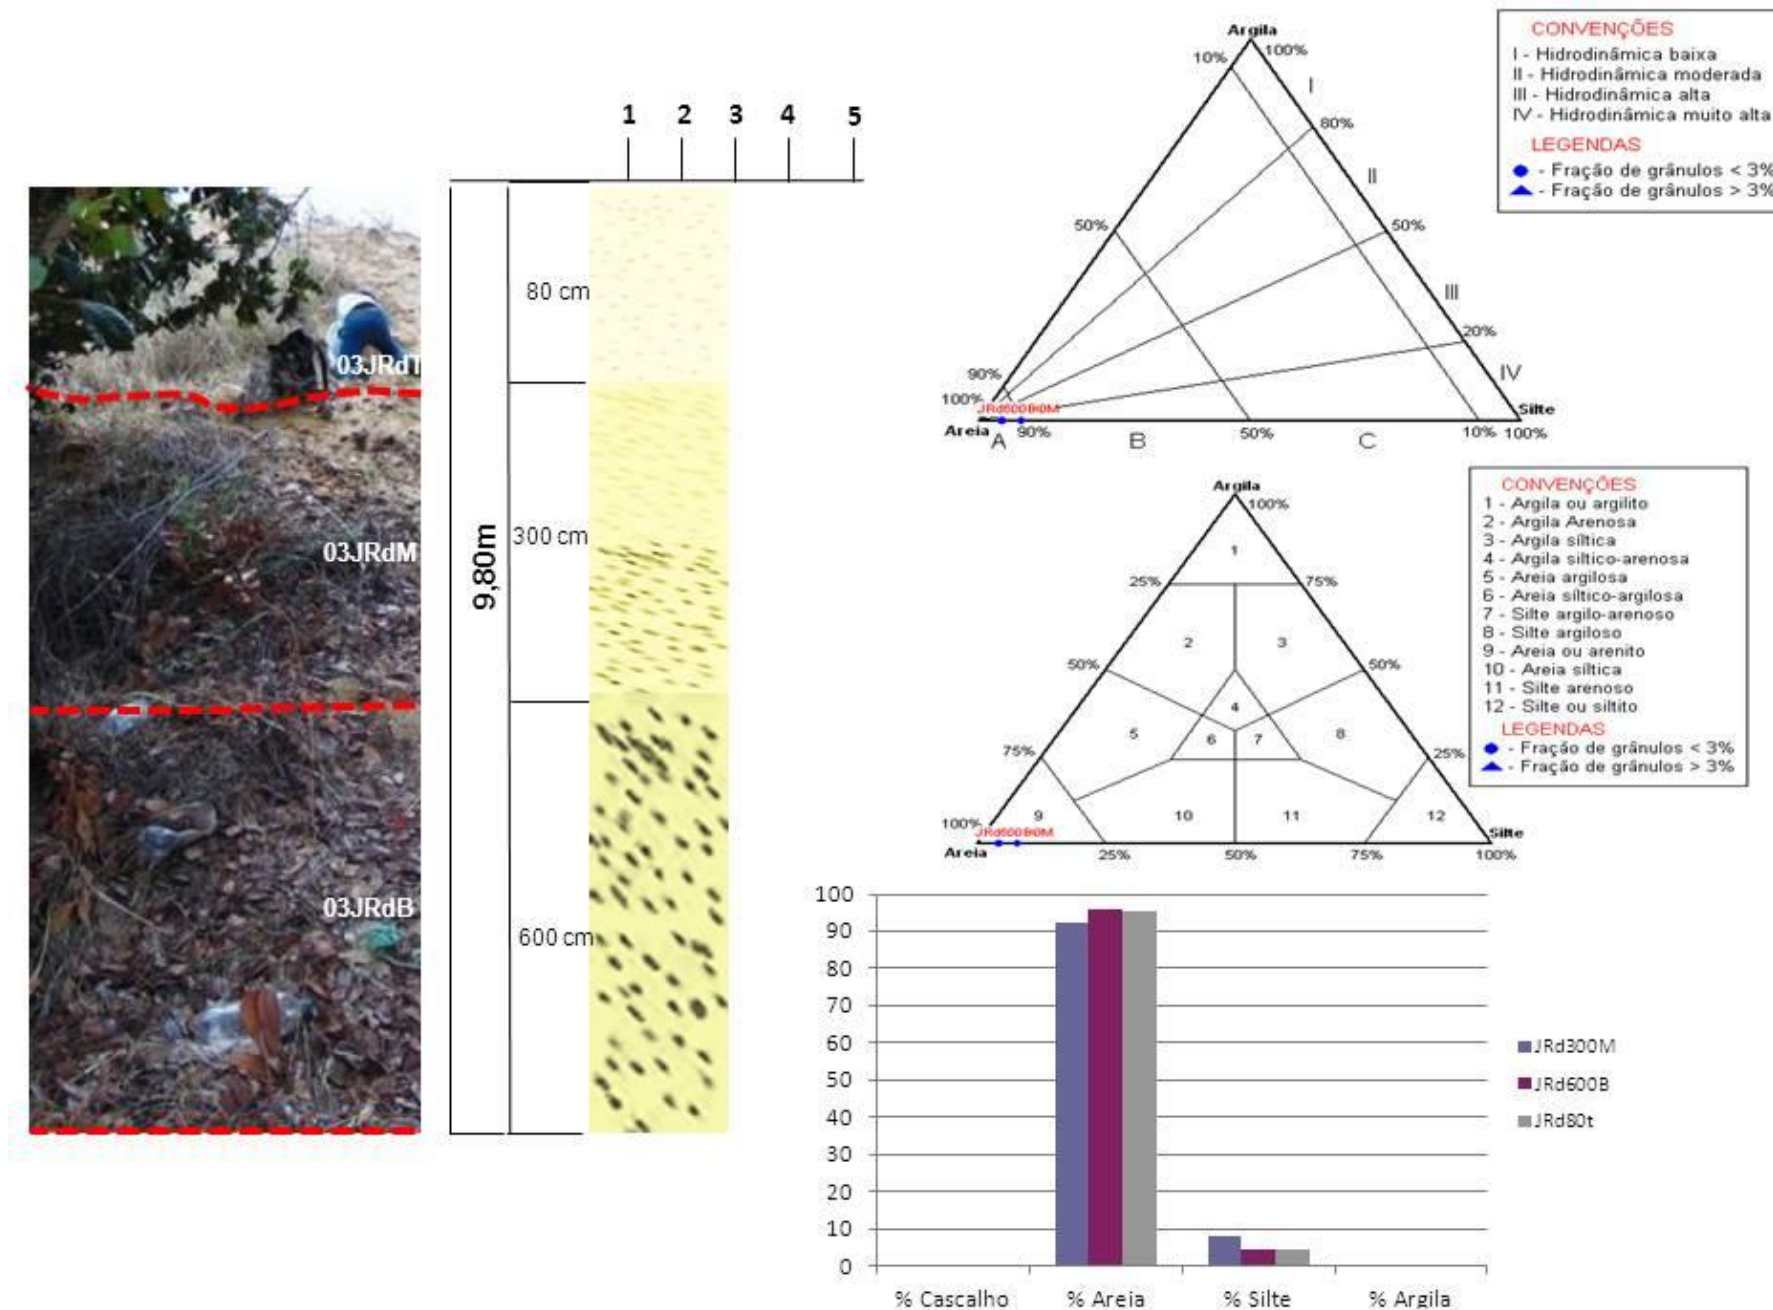 03JRdT
03JRdM
03JRdB
1 2 3 4 5
9,80m
80 cm
300 cm
600 cm
Argila
100%
10%
I
80%
50%
II
50%
III
20%
IV
90%
100%
Silte
Areia
A
90%
B
50%
C
10%
100%
CONVENÇÕES
I - Hidrodinâmica baixa
II - Hidrodinâmica moderada
III - Hidrodinâmica alta
IV - Hidrodinâmica muito alta
LEGENDAS
- Fração de grânulos < 3%
- Fração de grânulos > 3%
Argila
100%
1
25%
75%
2
3
50%
50%
4
5
6
7
8
75%
25%
9
10
11
12
100%
Silte
Areia
25%
50%
75%
100%
CONVENÇÕES
1 - Argila ou argilito
2 - Argila Arenosa
3 - Argila síltica
4 - Argila síltico-arenosa
5 - Areia argilosa
6 - Areia síltico-argilosa
7 - Silte argilo-arenoso
8 - Silte argiloso
9 - Areia ou arenito
10 - Areia síltica
11 - Silte arenoso
12 - Silte ou siltito
LEGENDAS
- Fração de grânulos < 3%
- Fração de grânulos > 3%
100
90
80
70
60
50
40
30
20
10
0
% Cascalho % Areia % Silte % Argila
JRd300M
JRd600B
JRd80t